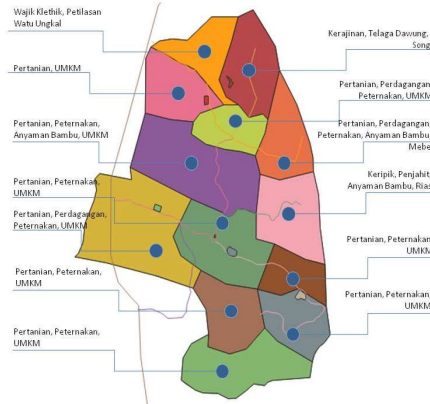 Wajik Klethik, Petilasan
Watu Ungkal
Pertanian, UMKM
Pertanian, Peternakan,
Anyaman Bambu, UMKM
Pertanian, Peternakan,
UMKM
Pertanian, Perdagangan,
Peternakan, UMKM
Pertanian, Peternakan,
UMKM
Pertanian, Peternakan,
UMKM
Kerajinan, Telaga Dawung,
Song
Pertanian, Perdagangan,
Peternakan, UMKM
Pertanian, Perdagangan,
Peternakan, Anyaman Bambu,
Mebe
Keripik, Penjahit,
Anyaman Bambu, Rias
Pertanian, Peternakan,
UMKM
Pertanian, Peternakan,
UMKM